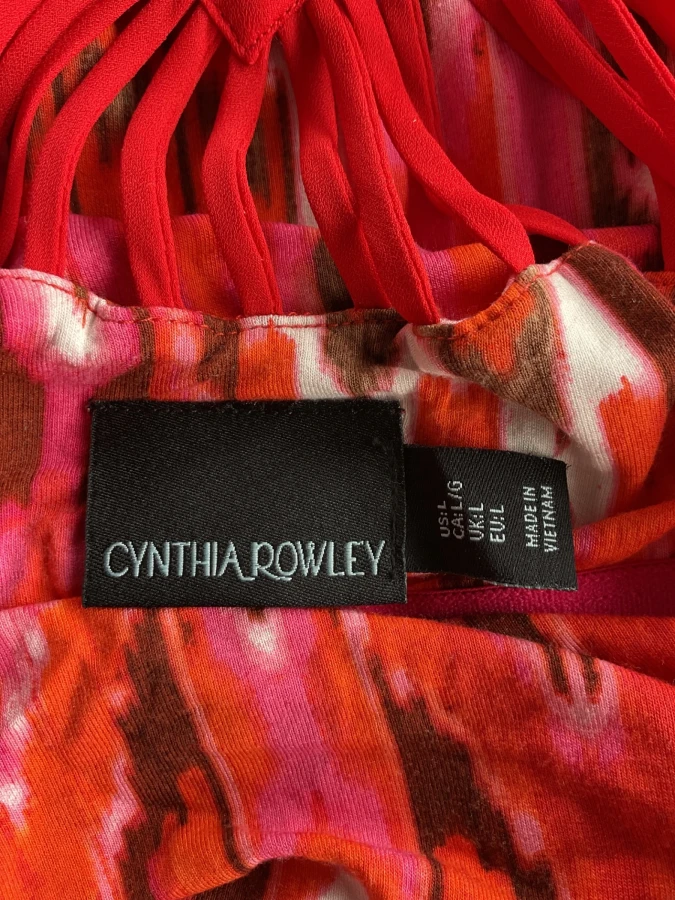 CYNTHIA ROWLEY
US:L
CA:L/G
UK:L
EU:L
MADE IN
VIETNAM